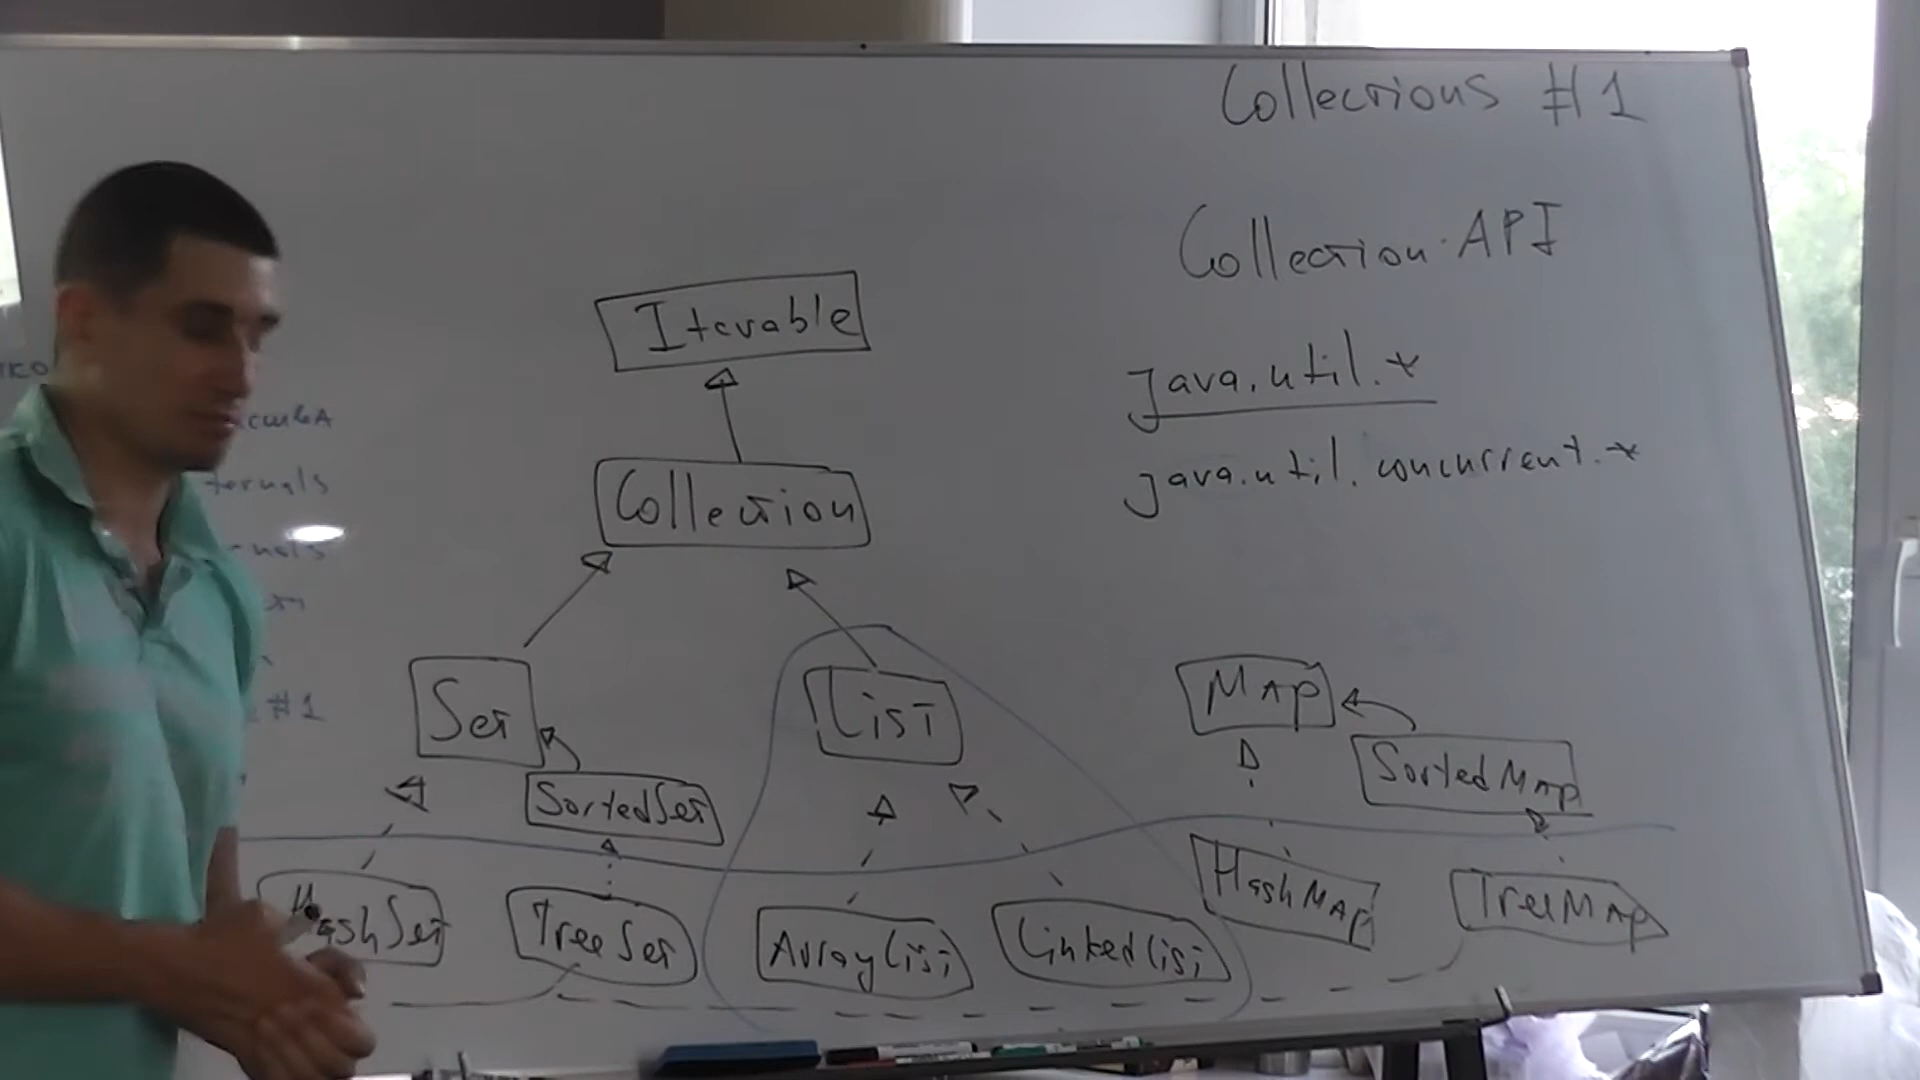 Collections #1
Collection API
java.util.*
java.util.concurrent.*
Iterable
Collection
Set
List
Map
SortedSet
SortedMap
HashSet
TreeSet
ArrayList
LinkedList
HashMap
TreeMap
#1